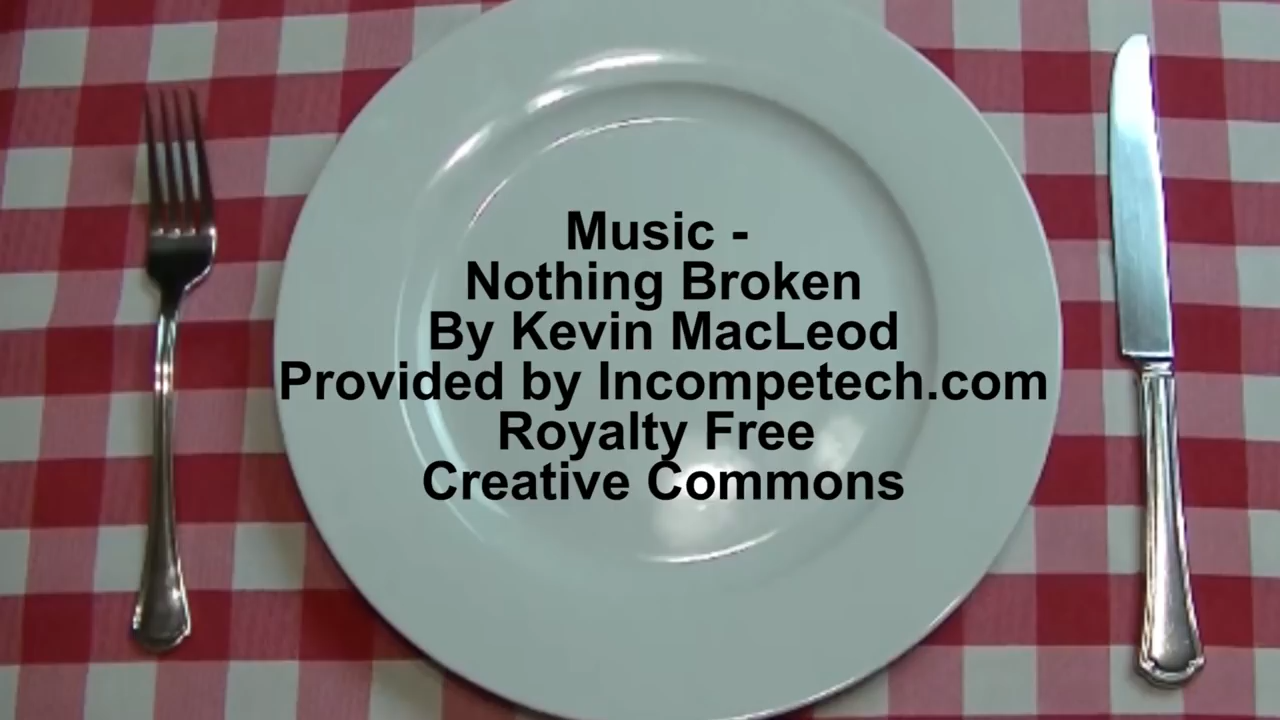 Music -
Nothing Broken
By Kevin MacLeod
Provided by Incompetech.com
Royalty Free
Creative Commons